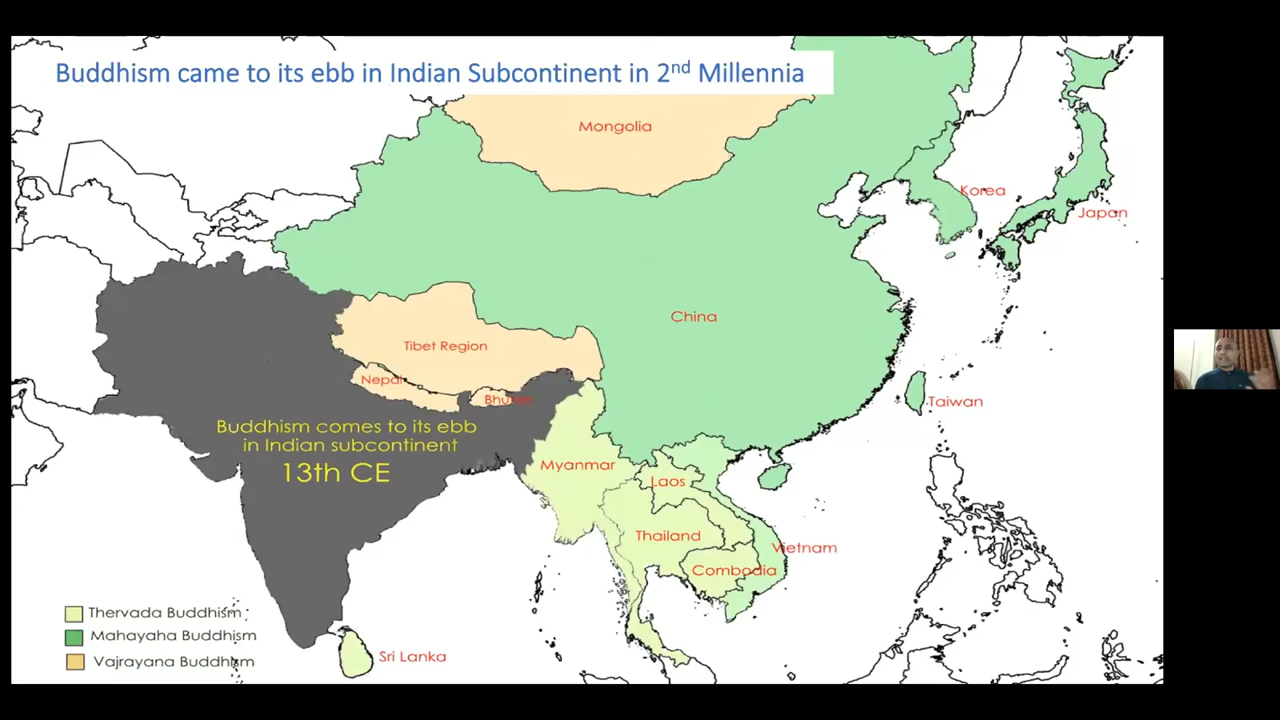 Buddhism came to its ebb in Indian Subcontinent in 2nd Millennia
Mongolia
Korea
Japan
China
Tibet Region
Nepal
Bhutan
Taiwan
Buddhism comes to its ebb
in Indian subcontinent
13th CE
Myanmar
Laos
Thailand
Vietnam
Combodia
Thervada Buddhism
Mahayaha Buddhism
Vajrayana Buddhism
Sri Lanka